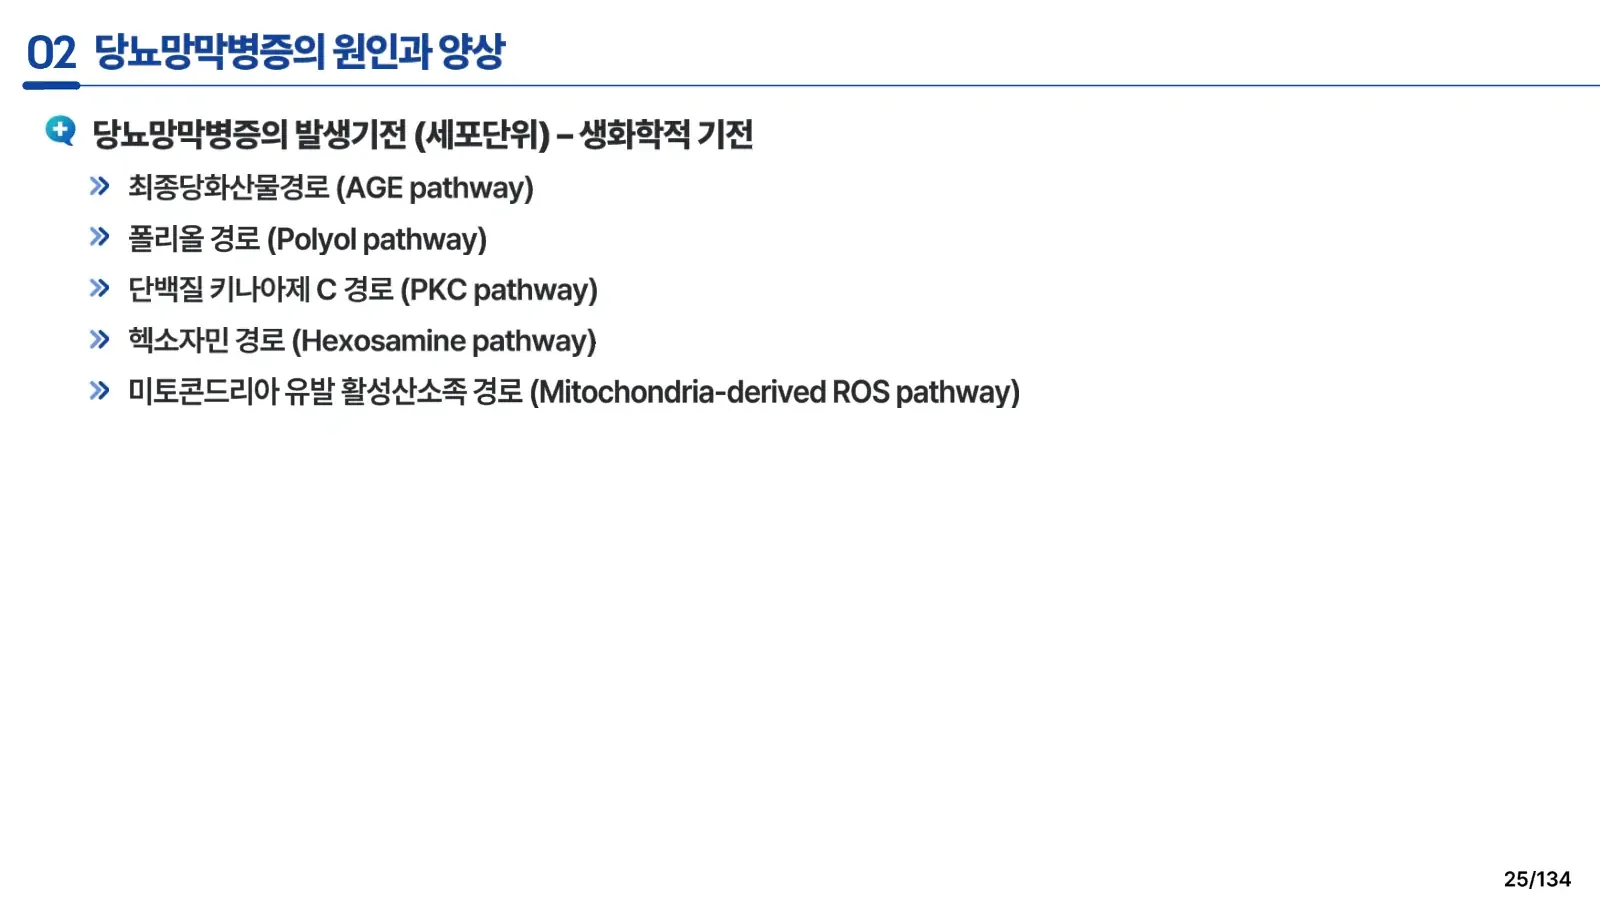 02 당뇨망막병증의 원인과 양상
당뇨망막병증의 발생기전 (세포단위) – 생화학적 기전
최종당화산물경로 (AGE pathway)
폴리올 경로 (Polyol pathway)
단백질 키나아제 C 경로 (PKC pathway)
헥소자민 경로 (Hexosamine pathway)
미토콘드리아 유발 활성산소족 경로 (Mitochondria-derived ROS pathway)
25/134